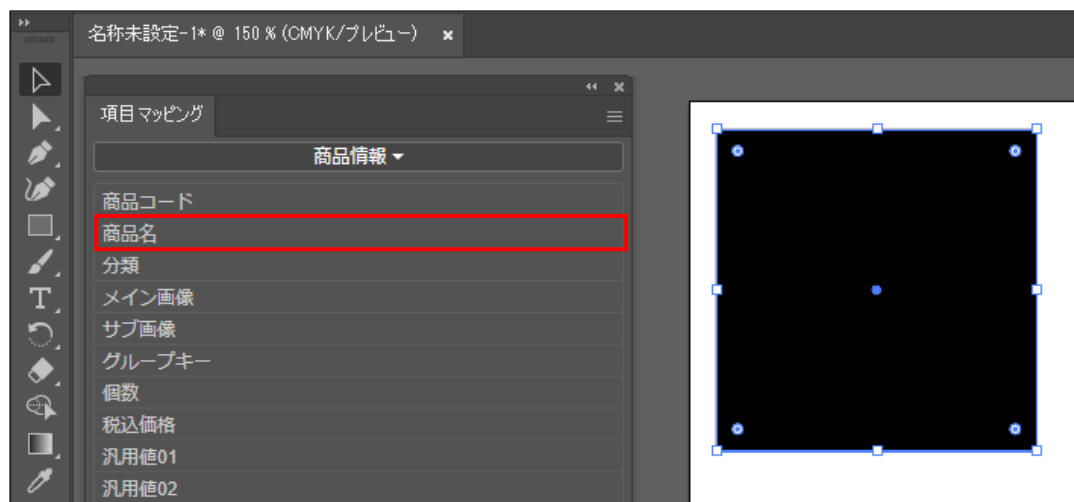 名称未設定-1* @ 150 % (CMYK/プレビュー) ×
項目マッピング
商品情報
商品コード
商品名
分類
メイン画像
サブ画像
グループキー
個数
税込価格
汎用値01
汎用値02